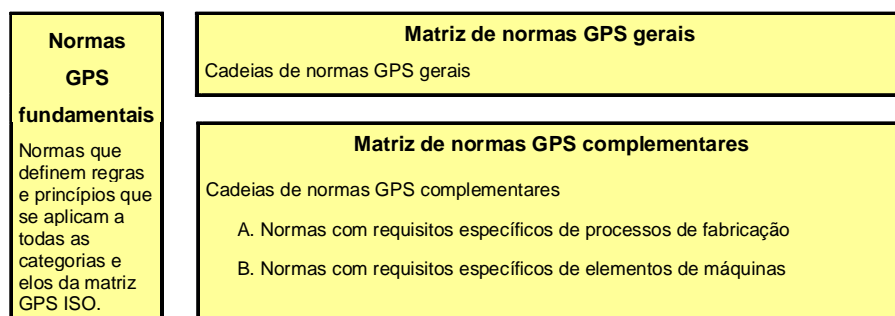 Normas
GPS
fundamentais
Normas que
definem regras
e princípios que
se aplicam a
todas as
categorias e
elos da matriz
GPS ISO.
Matriz de normas GPS gerais
Cadeias de normas GPS gerais
Matriz de normas GPS complementares
Cadeias de normas GPS complementares
A. Normas com requisitos específicos de processos de fabricação
B. Normas com requisitos específicos de elementos de máquinas